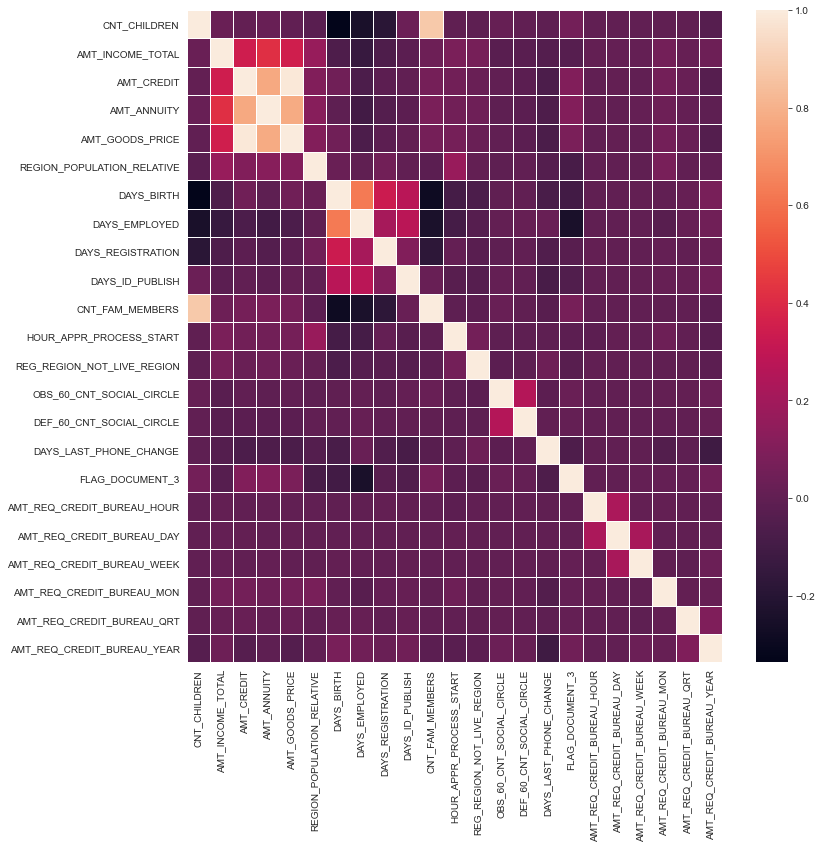 CNT_CHILDREN
AMT_INCOME_TOTAL
AMT_CREDIT
AMT_ANNUITY
AMT_GOODS_PRICE
REGION_POPULATION_RELATIVE
DAYS_BIRTH
DAYS_EMPLOYED
DAYS_REGISTRATION
DAYS_ID_PUBLISH
CNT_FAM_MEMBERS
HOUR_APPR_PROCESS_START
REG_REGION_NOT_LIVE_REGION
OBS_60_CNT_SOCIAL_CIRCLE
DEF_60_CNT_SOCIAL_CIRCLE
DAYS_LAST_PHONE_CHANGE
FLAG_DOCUMENT_3
AMT_REQ_CREDIT_BUREAU_HOUR
AMT_REQ_CREDIT_BUREAU_DAY
AMT_REQ_CREDIT_BUREAU_WEEK
AMT_REQ_CREDIT_BUREAU_MON
AMT_REQ_CREDIT_BUREAU_QRT
AMT_REQ_CREDIT_BUREAU_YEAR
CNT_CHILDREN
AMT_INCOME_TOTAL
AMT_CREDIT
AMT_ANNUITY
AMT_GOODS_PRICE
REGION_POPULATION_RELATIVE
DAYS_BIRTH
DAYS_EMPLOYED
DAYS_REGISTRATION
DAYS_ID_PUBLISH
CNT_FAM_MEMBERS
HOUR_APPR_PROCESS_START
REG_REGION_NOT_LIVE_REGION
OBS_60_CNT_SOCIAL_CIRCLE
DEF_60_CNT_SOCIAL_CIRCLE
DAYS_LAST_PHONE_CHANGE
FLAG_DOCUMENT_3
AMT_REQ_CREDIT_BUREAU_HOUR
AMT_REQ_CREDIT_BUREAU_DAY
AMT_REQ_CREDIT_BUREAU_WEEK
AMT_REQ_CREDIT_BUREAU_MON
AMT_REQ_CREDIT_BUREAU_QRT
AMT_REQ_CREDIT_BUREAU_YEAR
1.0
0.8
0.6
0.4
0.2
0.0
−0.2